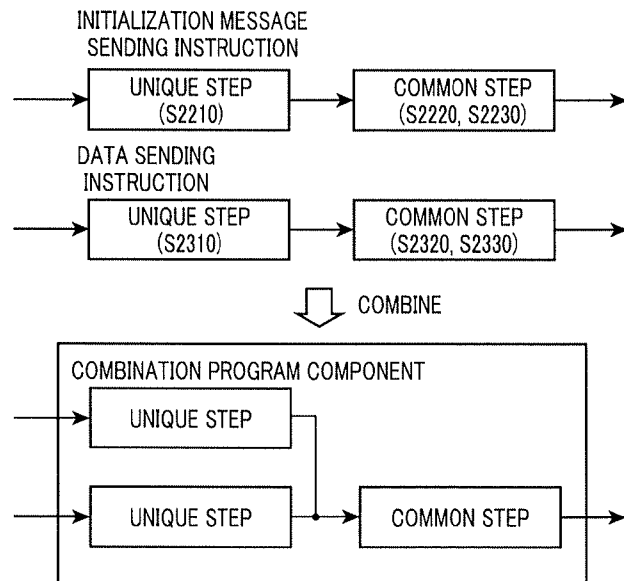 INITIALIZATION MESSAGE
SENDING INSTRUCTION
UNIQUE STEP
(S2210)
COMMON STEP
(S2220, S2230)
DATA SENDING
INSTRUCTION
UNIQUE STEP
(S2310)
COMMON STEP
(S2320, S2330)
COMBINE
COMBINATION PROGRAM COMPONENT
UNIQUE STEP
UNIQUE STEP
COMMON STEP